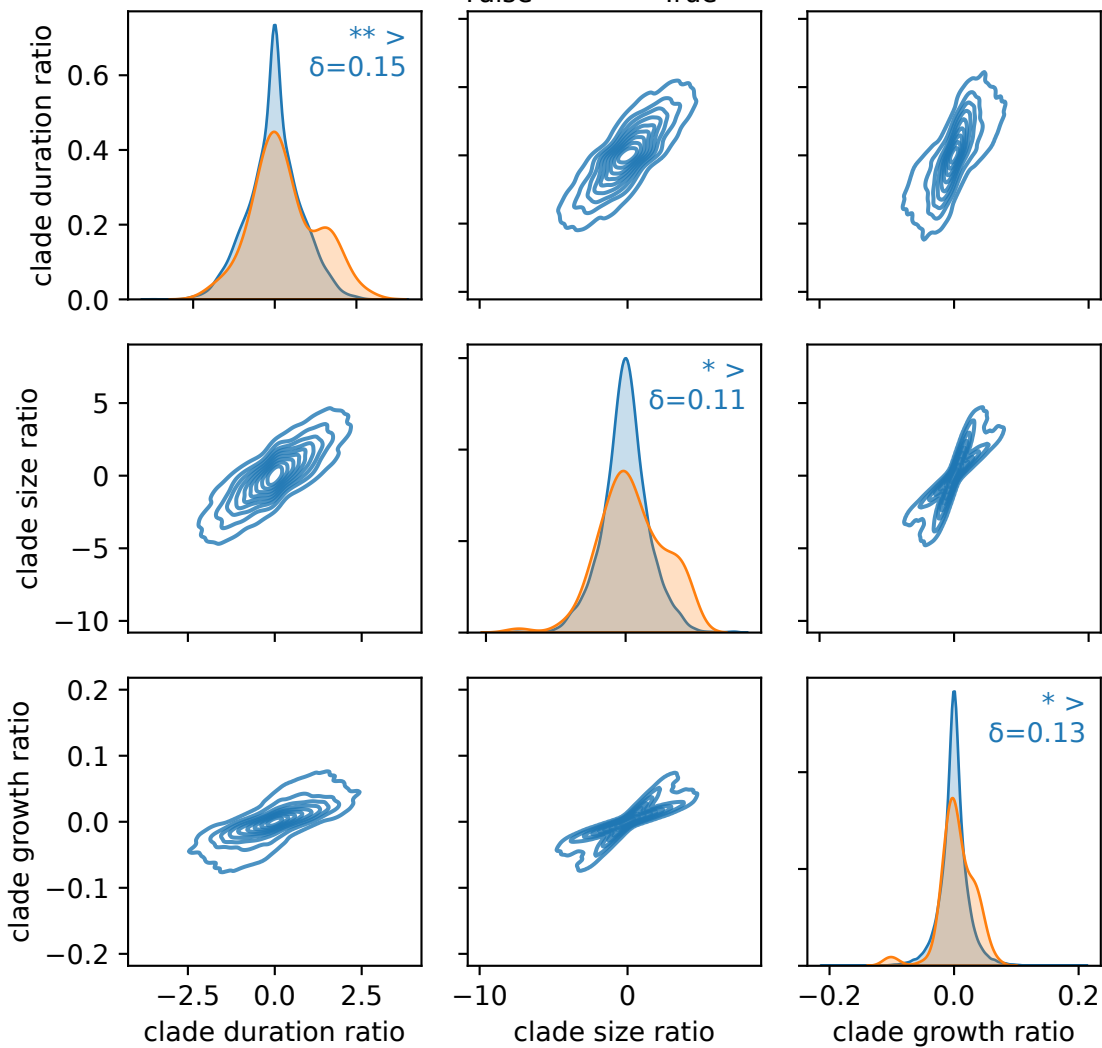 False True
clade duration ratio
0.6
0.4
0.2
0.0
** >
δ=0.15
clade size ratio
5
0
−5
−10
* >
δ=0.11
clade growth ratio
0.2
0.1
0.0
−0.1
−0.2
* >
δ=0.13
−2.5 0.0 2.5
−10 0
−0.2 0.0 0.2
clade duration ratio
clade size ratio
clade growth ratio